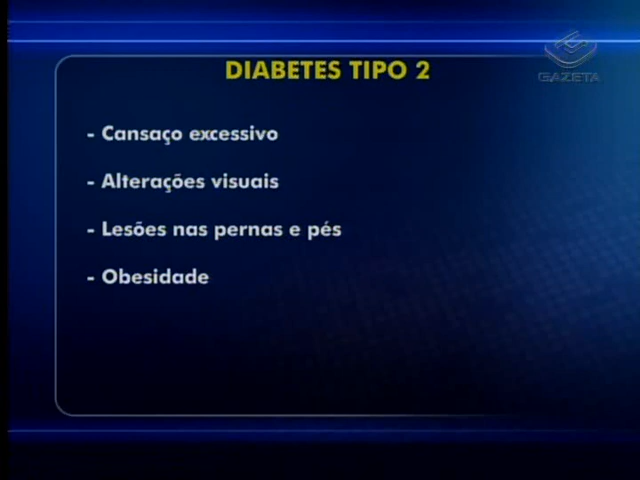 GAZETA
DIABETES TIPO 2
- Cansaço excessivo
- Alterações visuais
- Lesões nas pernas e pés
- Obesidade